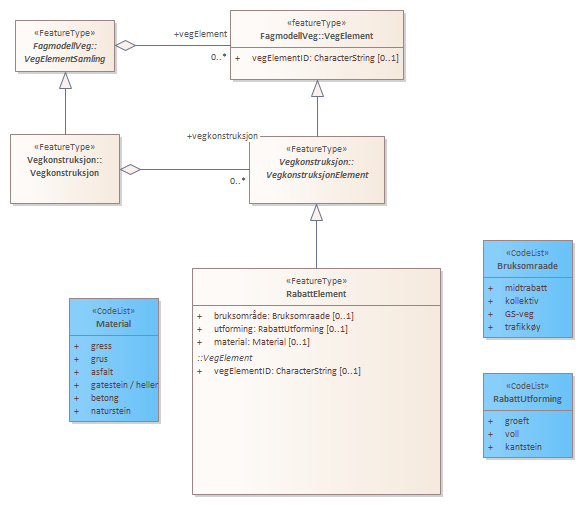 «FeatureType»
FagmodellVeg::
VegElementSamling
+vegElement
0..*
«featureType»
FagmodellVeg::VegElement
+ vegElementID: CharacterString [0..1]
«FeatureType»
Vegkonstruksjon::
Vegkonstruksjon
+vegkonstruksjon
0..*
«FeatureType»
Vegkonstruksjon::
VegkonstruksjonElement
«FeatureType»
RabattElement
+ bruksområde: Bruksomraade [0..1]
+ utforming: RabattUtforming [0..1]
+ material: Material [0..1]
::VegElement
+ vegElementID: CharacterString [0..1]
«CodeList»
Material
+ gress
+ grus
+ asfalt
+ gatestein / heller
+ betong
+ naturstein
«CodeList»
Bruksomraade
+ midtrabatt
+ kollektiv
+ GS-veg
+ trafikkøy
«CodeList»
RabattUtforming
+ groeft
+ voll
+ kantstein